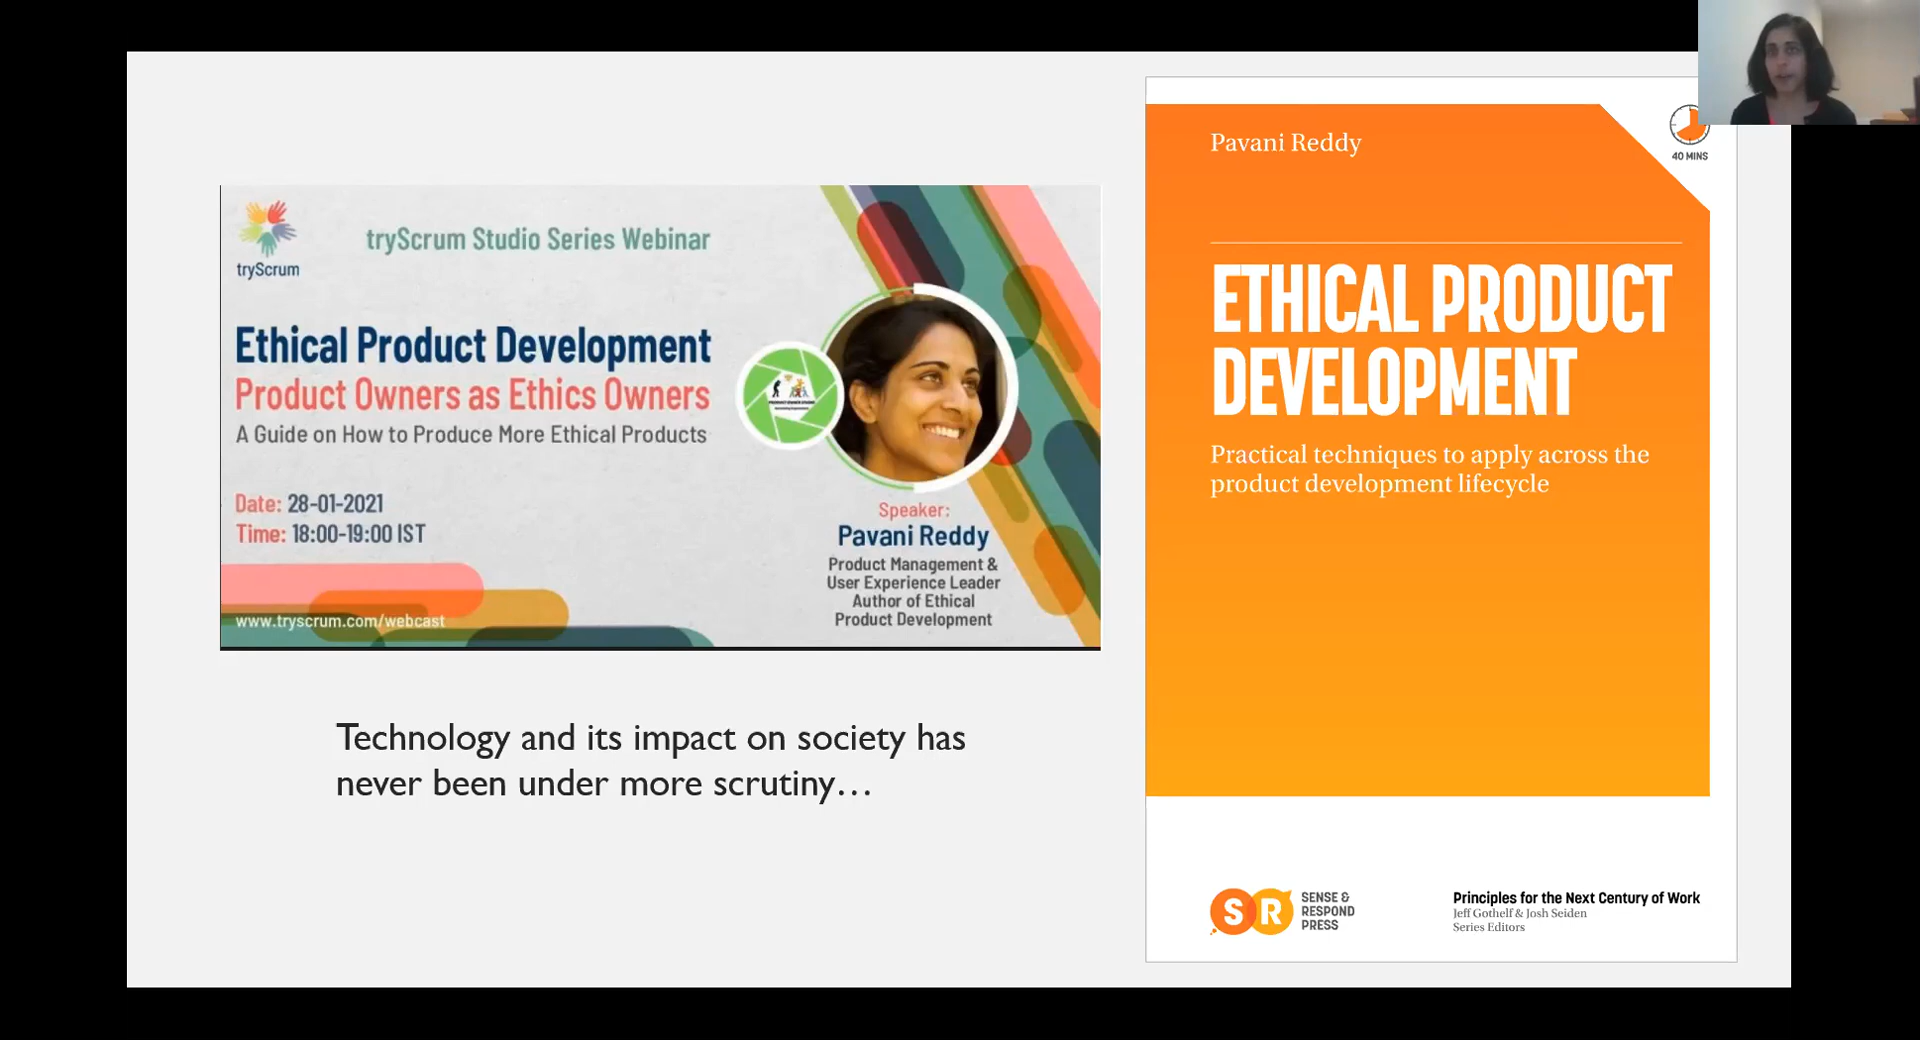 tryScrum
tryScrum Studio Series Webinar
Ethical Product Development
Product Owners as Ethics Owners
A Guide on How to Produce More Ethical Products
Date: 28-01-2021
Time: 18:00-19:00 IST
www.tryscrum.com/webcast
Speaker:
Pavani Reddy
Product Management &
User Experience Leader
Author of Ethical
Product Development
Technology and its impact on society has
never been under more scrutiny…
Pavani Reddy
40 MINS
ETHICAL PRODUCT
DEVELOPMENT
Practical techniques to apply across the
product development lifecycle
SR
SENSE &
RESPOND
PRESS
Principles for the Next Century of Work
Jeff Gothelf & Josh Seiden
Series Editors